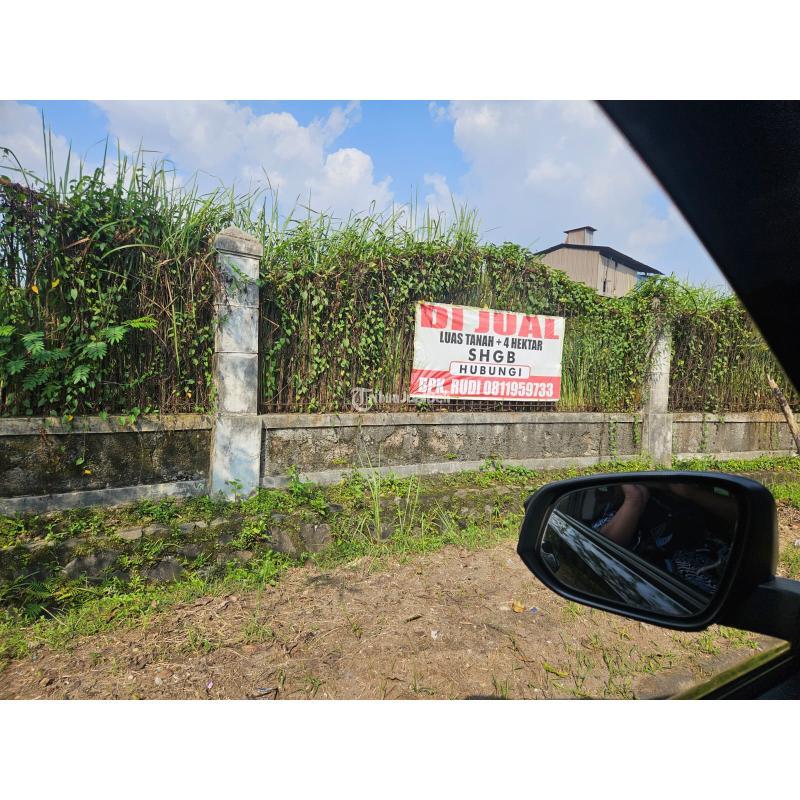 DI JUAL
LUAS TANAH + 4 HEKTAR
SHGB
HUBUNGI
BPK. RUDI 0811959733